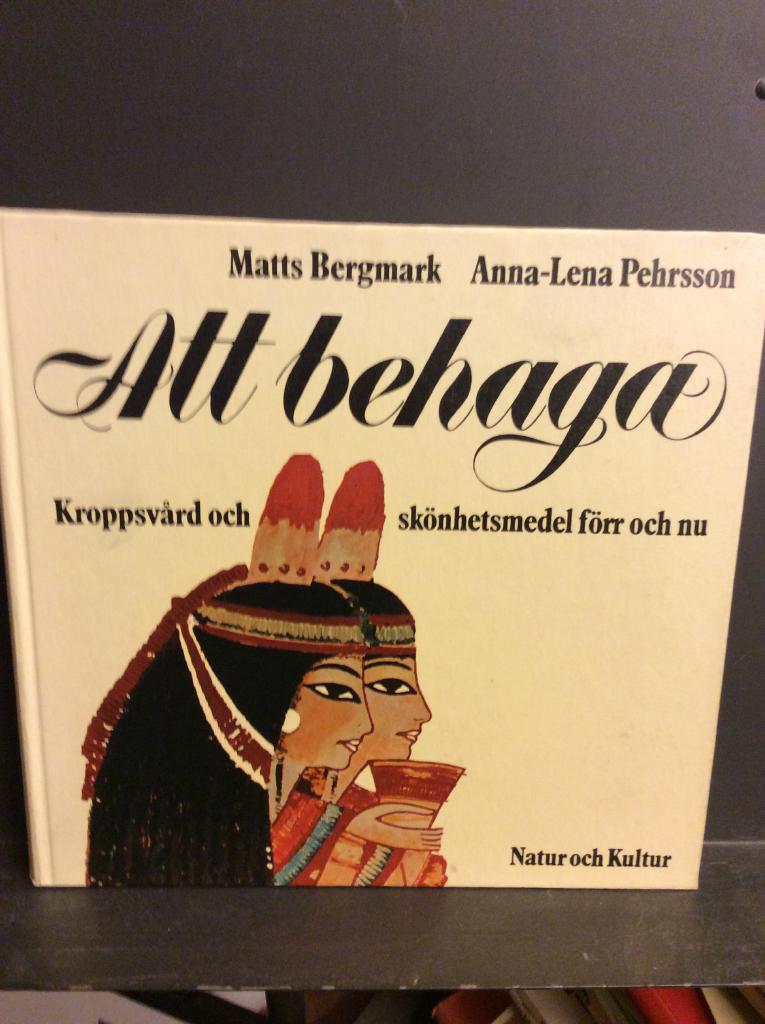 Matts Bergmark Anna-Lena Pehrsson
Att behaga
Kroppsvård och skönhetsmedel förr och nu
Natur och Kultur